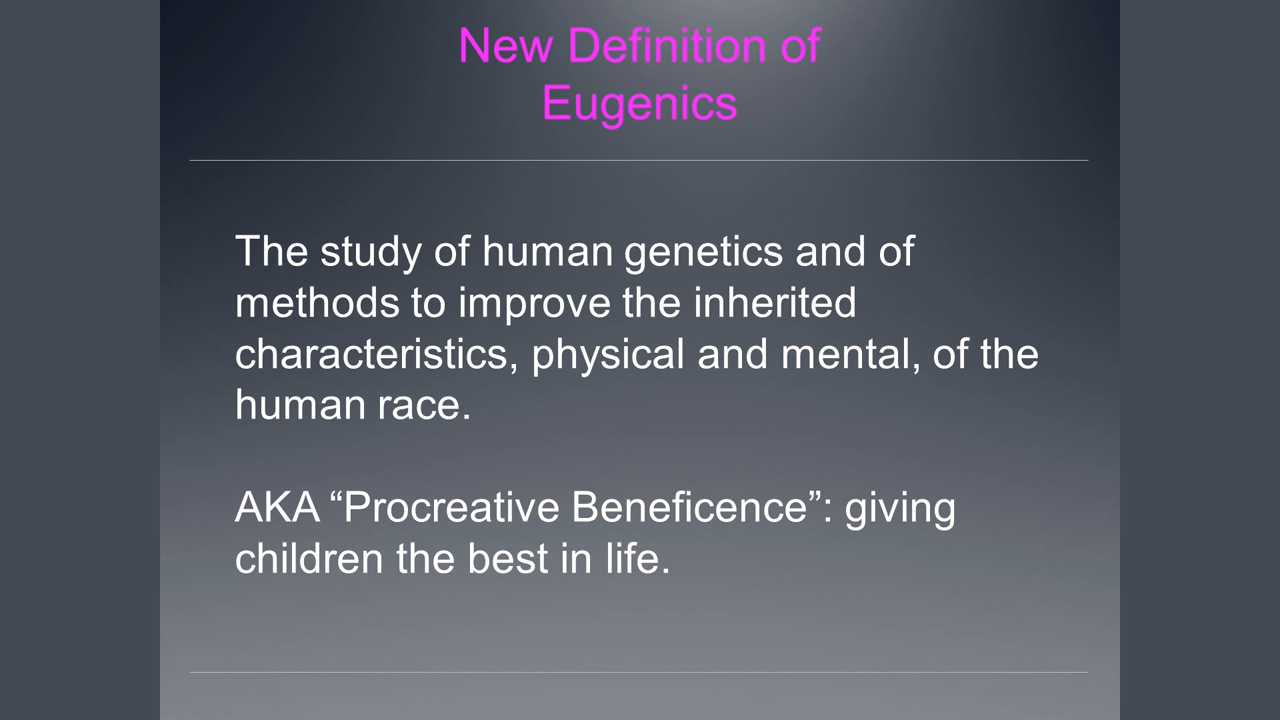 New Definition of
Eugenics
The study of human genetics and of
methods to improve the inherited
characteristics, physical and mental, of the
human race.
AKA “Procreative Beneficence”: giving
children the best in life.